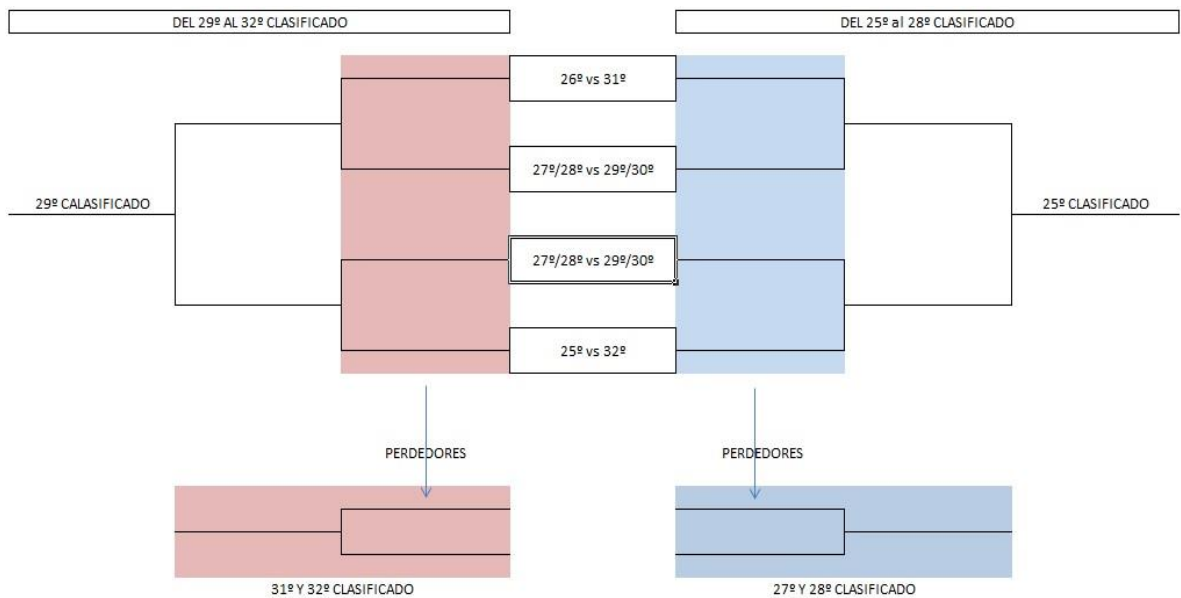 DEL 29º AL 32º CLASIFICADO
DEL 25º al 28º CLASIFICADO
26º vs 31º
27º/28º vs 29º/30º
29º CALASIFICADO
25º CLASIFICADO
27º/28º vs 29º/30º
25º vs 32º
PERDEDORES
PERDEDORES
31º Y 32º CLASIFICADO
27º Y 28º CLASIFICADO